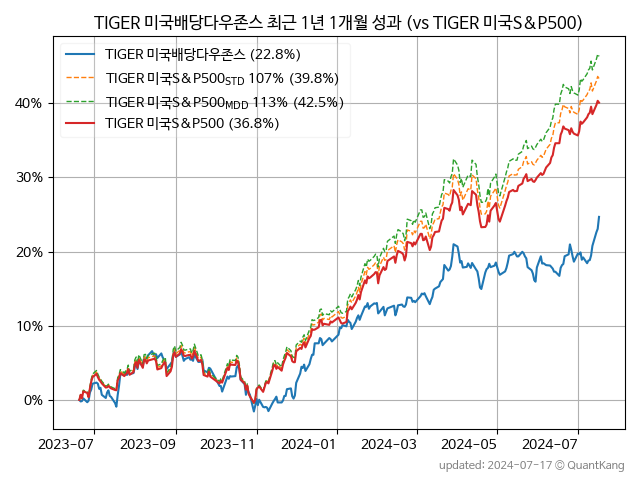 TIGER 미국배당다우존스 최근 1년 1개월 성과 (vs TIGER 미국S&P500)
TIGER 미국배당다우존스 (22.8%)
TIGER 미국S&P500STD 107% (39.8%)
TIGER 미국S&P500MDD 113% (42.5%)
TIGER 미국S&P500 (36.8%)
40%
30%
20%
10%
0%
2023-07 2023-09 2023-11 2024-01 2024-03 2024-05 2024-07
updated: 2024-07-17 © QuantKang